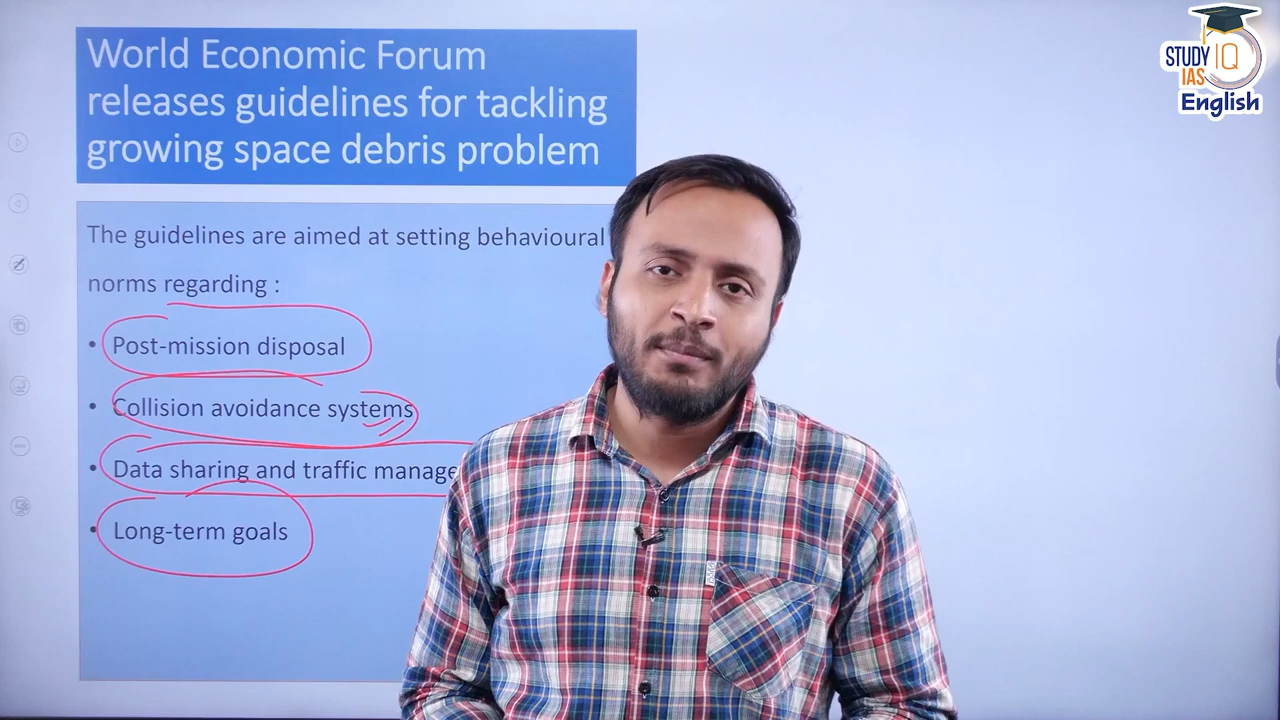 World Economic Forum
releases guidelines for tackling
growing space debris problem
The guidelines are aimed at setting behavioural
norms regarding :
• Post-mission disposal
• Collision avoidance systems
• Data sharing and traffic manage
• Long-term goals
STUDY IQ
IAS
English